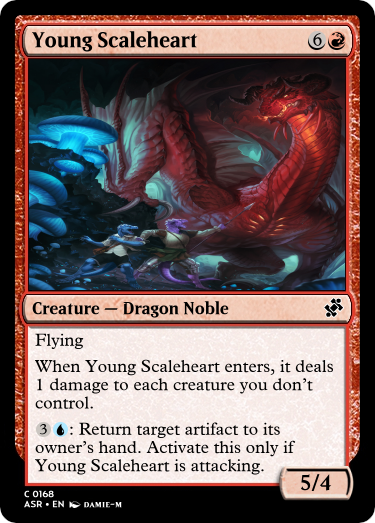 Young Scaleheart 6
Creature — Dragon Noble
Flying
When Young Scaleheart enters, it deals
1 damage to each creature you don't
control.
3 : Return target artifact to its
owner's hand. Activate this only if
Young Scaleheart is attacking.
5/4
C 0168
ASR • EN DAMIE-M